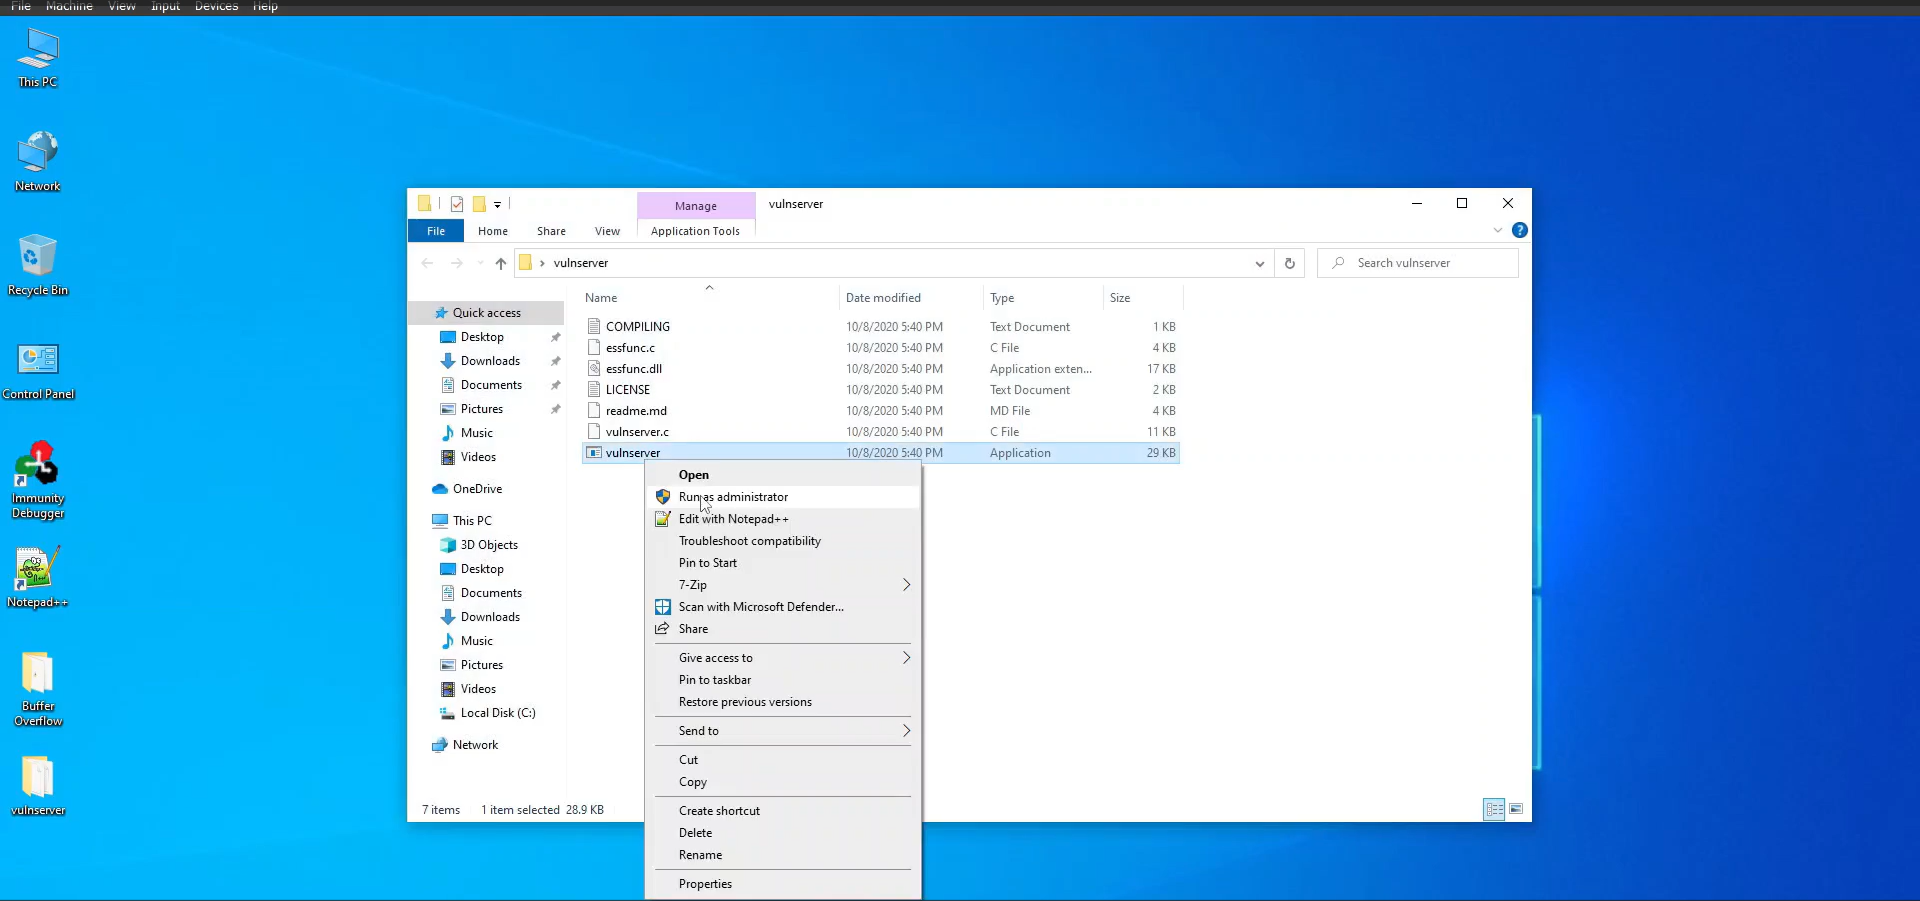 File Machine View Input Devices Help
This PC
Network
Recycle Bin
Control Panel
Immunity
Debugger
Notepad++
Buffer
Overflow
vulnserver
Manage
vulnserver
File
Home
Share
View
Application Tools
vulnserver
Search vulnserver
Name Date modified Type Size
Quick access
Desktop
Downloads
Documents
Pictures
Music
Videos
OneDrive
This PC
3D Objects
Desktop
Documents
Downloads
Music
Pictures
Videos
Local Disk (C:)
Network
COMPILING 10/8/2020 5:40 PM Text Document 1 KB
essfunc.c 10/8/2020 5:40 PM C File 4 KB
essfunc.dll 10/8/2020 5:40 PM Application exten... 17 KB
LICENSE 10/8/2020 5:40 PM Text Document 2 KB
readme.md 10/8/2020 5:40 PM MD File 4 KB
vulnserver.c 10/8/2020 5:40 PM C File 11 KB
vulnserver 10/8/2020 5:40 PM Application 29 KB
Open
Run as administrator
Edit with Notepad++
Troubleshoot compatibility
Pin to Start
7-Zip
Scan with Microsoft Defender...
Share
Give access to
Pin to taskbar
Restore previous versions
Send to
Cut
Copy
Create shortcut
Delete
Rename
Properties
7 items 1 item selected 28.9 KB